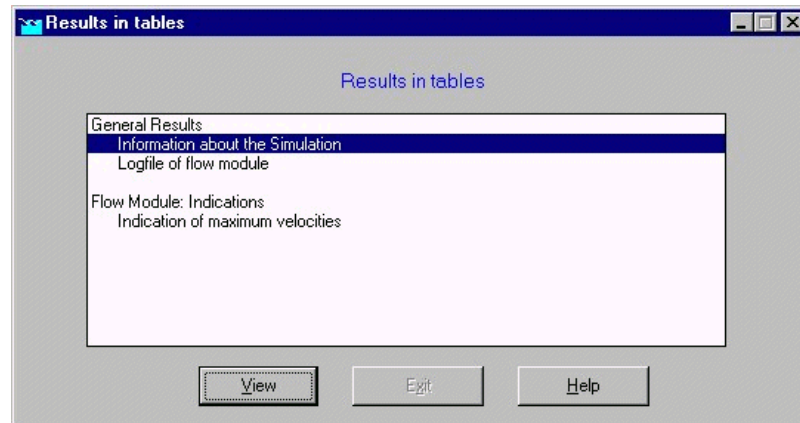 Results in tables
Results in tables
General Results
Information about the Simulation
Logfile of flow module
Flow Module: Indications
Indication of maximum velocities
View Exit Help